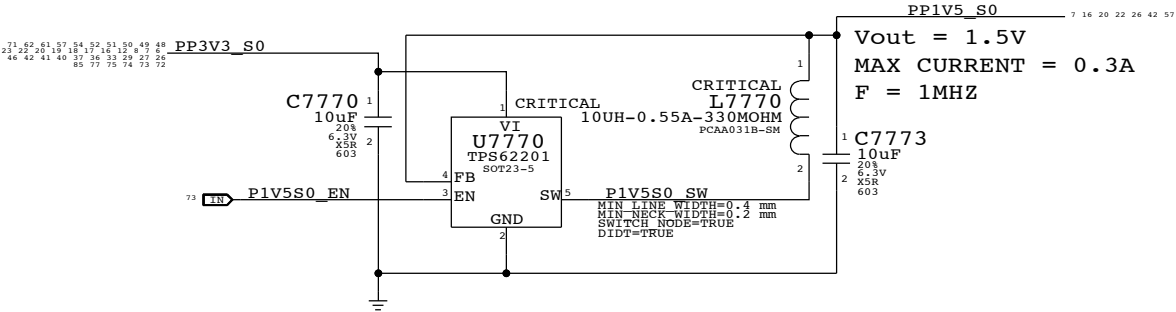 PP1V5_S0
7 16 20 22 26 42 57
71 62 61 57 54 52 51 50 49 48
23 22 20 19 18 17 16 12 8 7 6
46 42 41 40 37 36 33 29 27 26
85 77 75 74 73 72
PP3V3_S0
Vout = 1.5V
MAX CURRENT = 0.3A
F = 1MHZ
1
CRITICAL
L7770
10UH-0.55A-330MOHM
PCAA031B-SM
2
C7770
1
10uF
20%
6.3V
X5R
603
2
1
CRITICAL
VI
U7770
TPS62201
SOT23-5
4
FB
3
EN
SW
5
GND
2
1
C7773
10uF
20%
6.3V
X5R
603
2
73
IN
P1V5S0_EN
P1V5S0_SW
MIN_LINE_WIDTH=0.4 mm
MIN_NECK_WIDTH=0.2 mm
SWITCH_NODE=TRUE
DIDT=TRUE